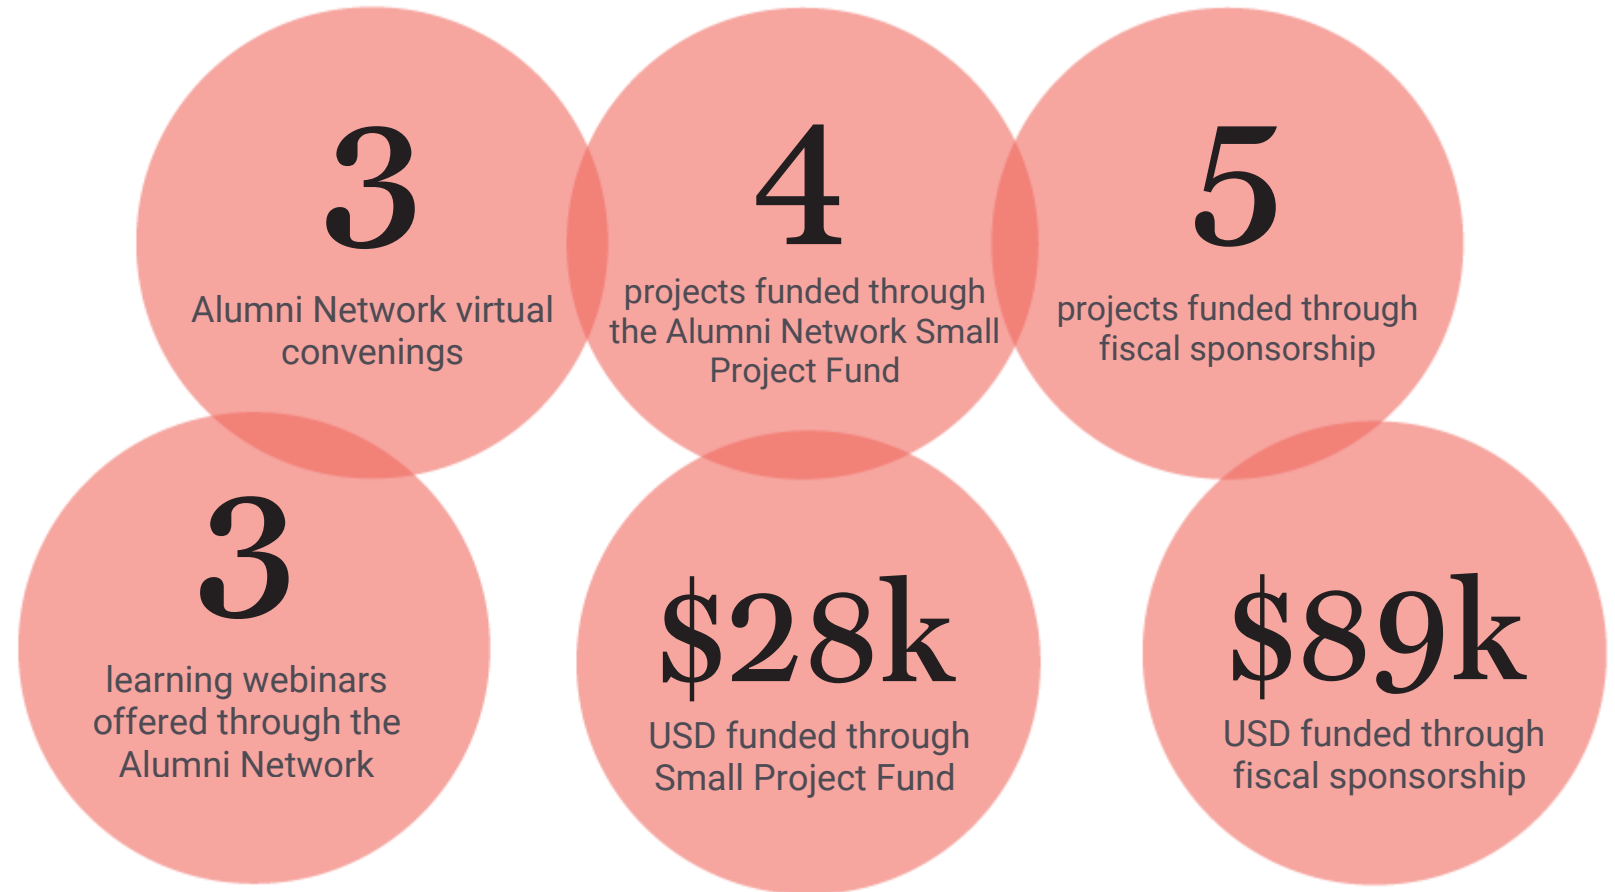 3
Alumni Network virtual
convenings
4
projects funded through
the Alumni Network Small
Project Fund
5
projects funded through
fiscal sponsorship
3
learning webinars
offered through the
Alumni Network
$28k
USD funded through
Small Project Fund
$89k
USD funded through
fiscal sponsorship